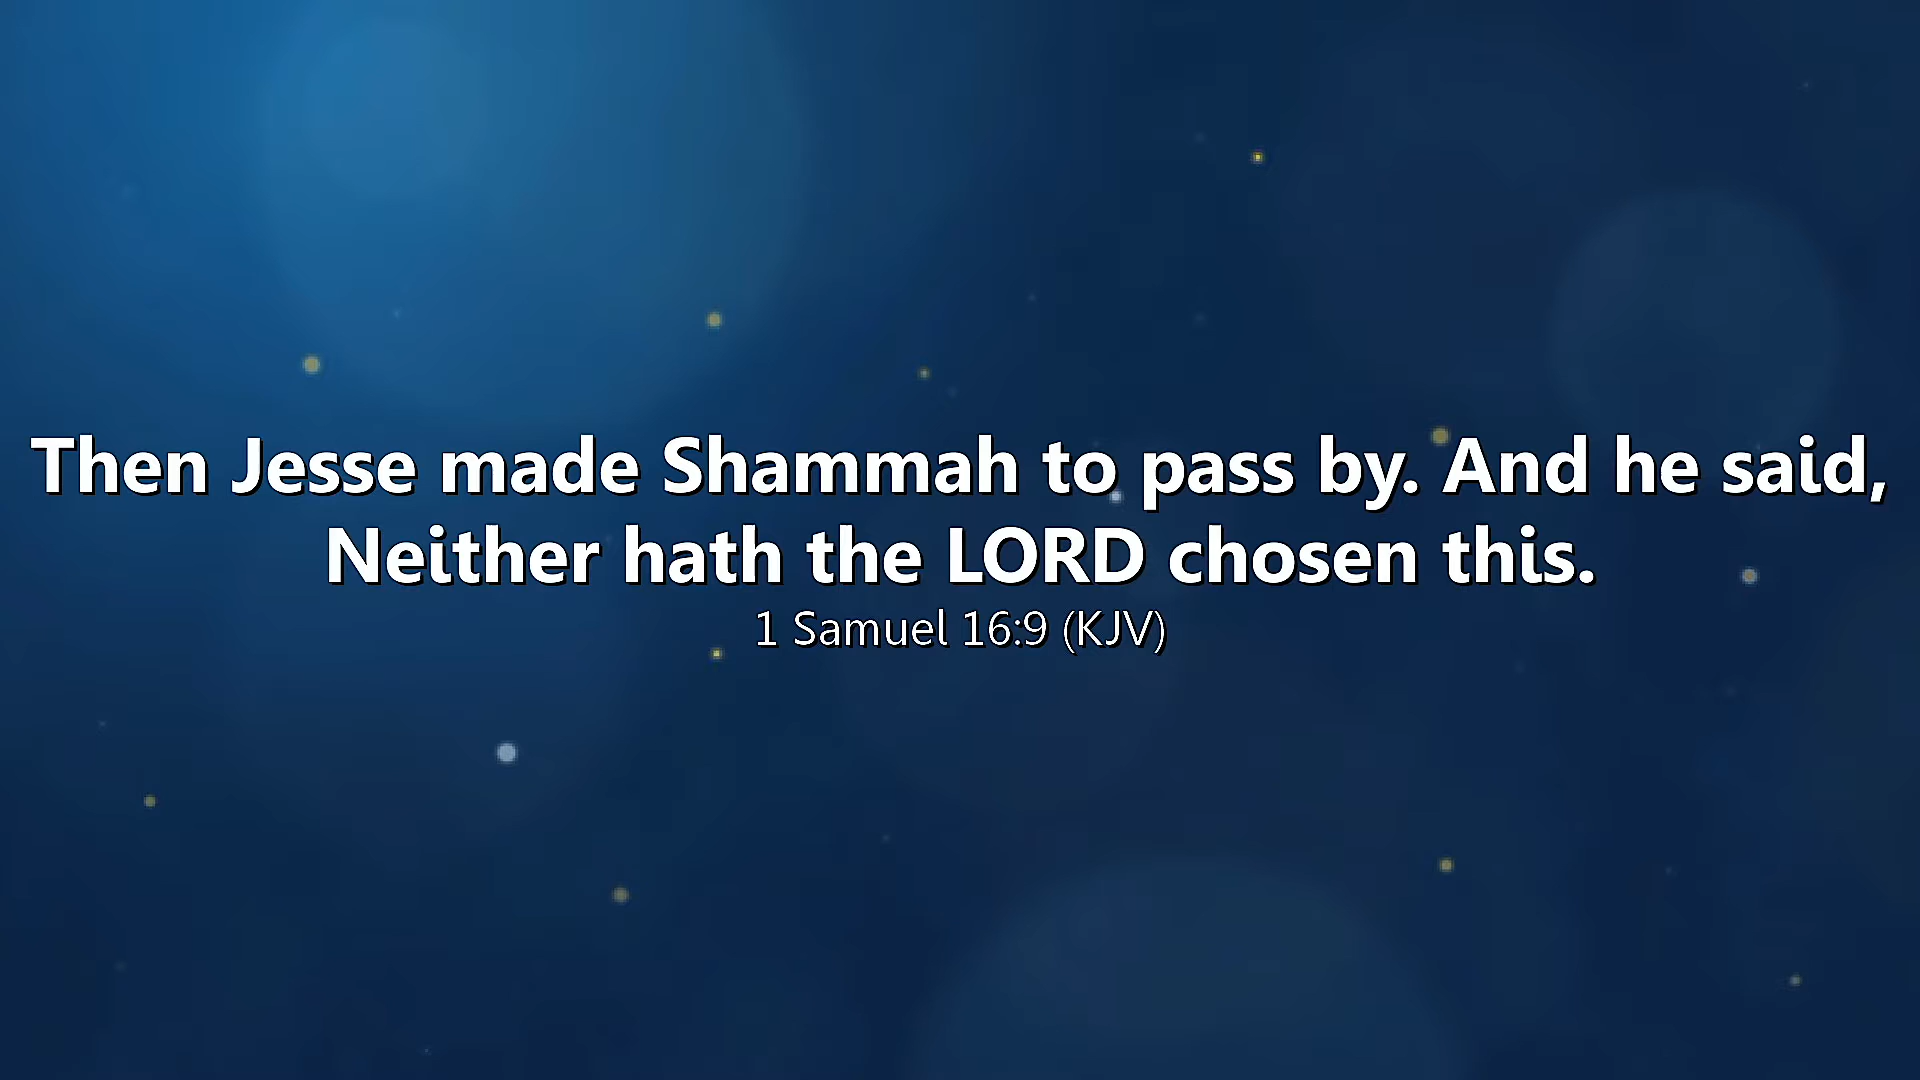 Then Jesse made Shammah to pass by. And he said,
Neither hath the LORD chosen this.
1 Samuel 16:9 (KJV)